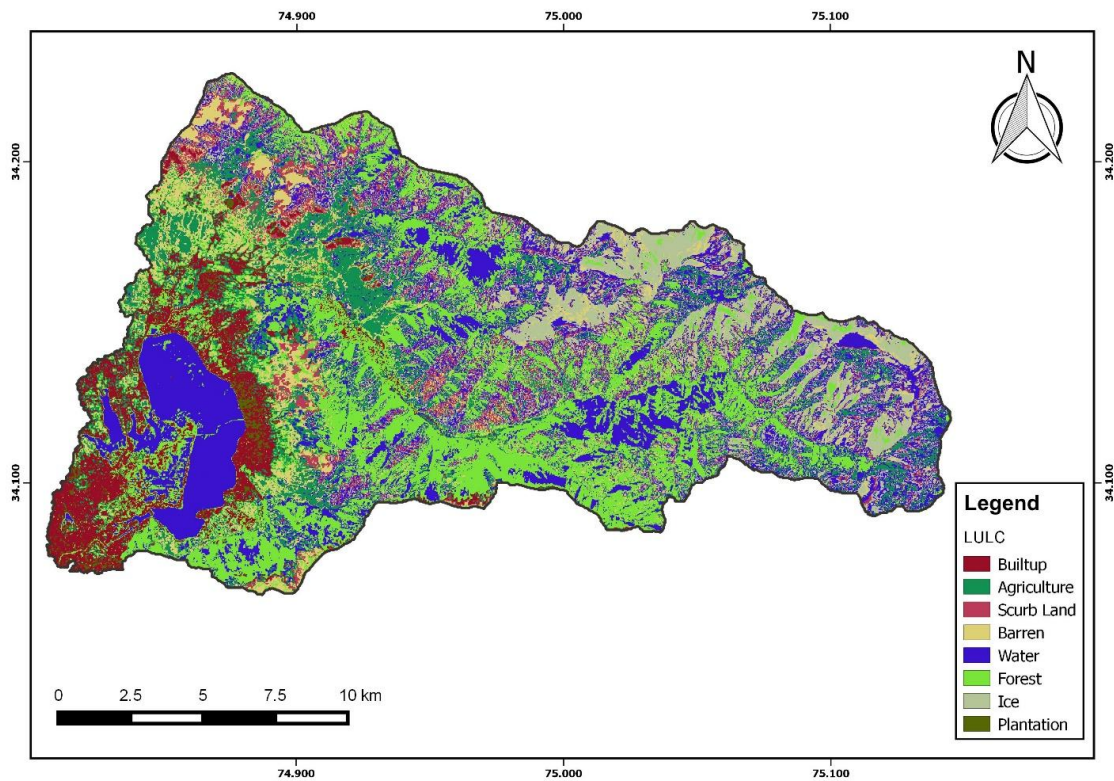 74.900 75.000 75.100
N
34.200 34.200
34.100 34.100
Legend
LULC
Builtup
Agriculture
Scurb Land
Barren
Water
Forest
Ice
Plantation
0 2.5 5 7.5 10 km
74.900 75.000 75.100